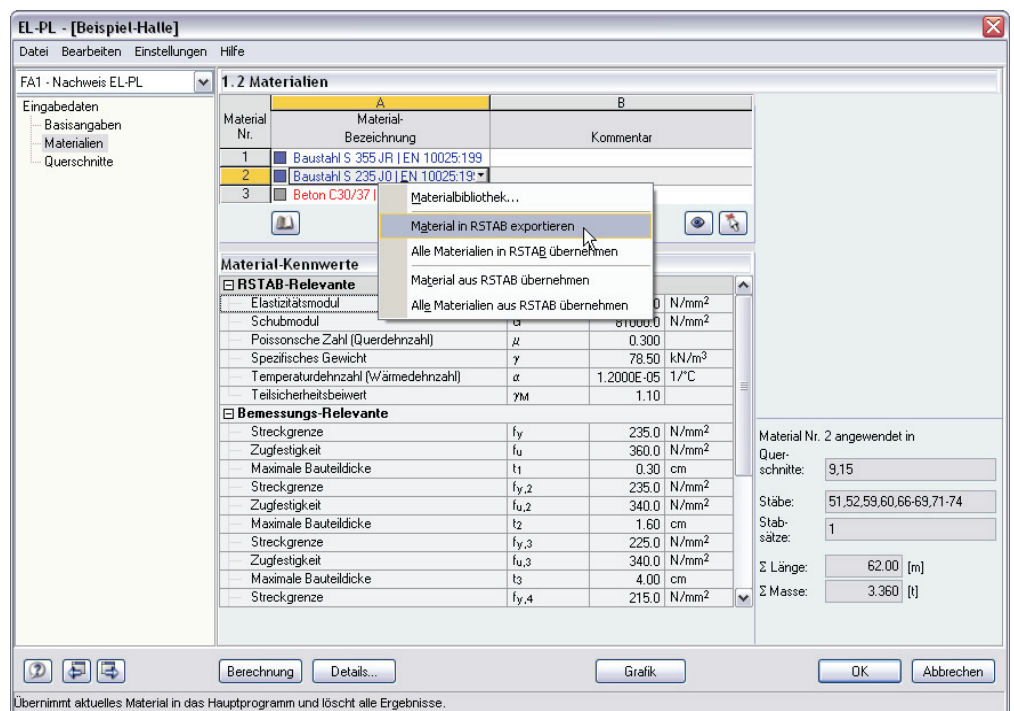 EL-PL - [Beispiel-Halle]
Datei Bearbeiten Einstellungen Hilfe
FA1 - Nachweis EL-PL
Eingabedaten
Basisangaben
Materialien
Querschnitte
1.2 Materialien
A B
Material Nr. Material-Bezeichnung Kommentar
1 Baustahl S 355 JR | EN 10025:199
2 Baustahl S 235 J0 | EN 10025:19
3 Beton C30/37 |
Materialbibliothek...
Material in RSTAB exportieren
Alle Materialien in RSTAB übernehmen
Material aus RSTAB übernehmen
Alle Materialien aus RSTAB übernehmen
Material-Kennwerte
RSTAB-Relevante
Elastizitätsmodul 0 N/mm²
Schubmodul G 81000.0 N/mm²
Poissonsche Zahl (Querdehnzahl) μ 0.300
Spezifisches Gewicht γ 78.50 kN/m³
Temperaturdehnzahl (Wärmedehnzahl) α 1.2000E-05 1/°C
Teilsicherheitsbeiwert γM 1.10
Bemessungs-Relevante
Streckgrenze fy 235.0 N/mm²
Zugfestigkeit fu 360.0 N/mm²
Maximale Bauteildicke t1 0.30 cm
Streckgrenze fy,2 235.0 N/mm²
Zugfestigkeit fu,2 340.0 N/mm²
Maximale Bauteildicke t2 1.60 cm
Streckgrenze fy,3 225.0 N/mm²
Zugfestigkeit fu,3 340.0 N/mm²
Maximale Bauteildicke t3 4.00 cm
Streckgrenze fy,4 215.0 N/mm²
Material Nr. 2 angewendet in
Quer-
schnitte: 9,15
Stäbe: 51,52,59,60,66-69,71-74
Stab-
sätze: 1
Σ Länge: 62.00 [m]
Σ Masse: 3.360 [t]
Berechnung Details... Grafik OK Abbrechen
Übernimmt aktuelles Material in das Hauptprogramm und löscht alle Ergebnisse.